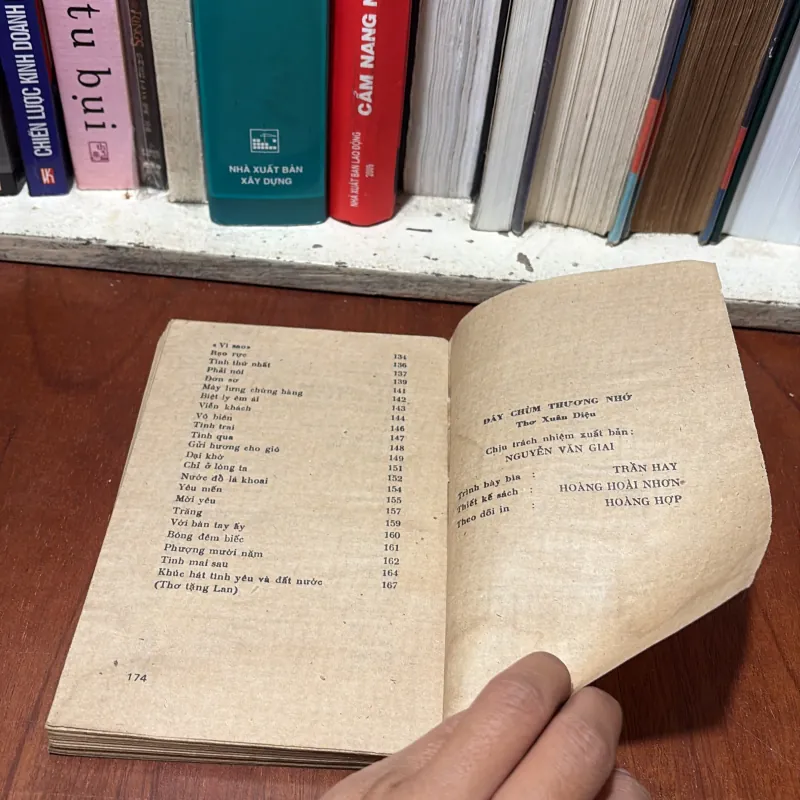 CHIẾN LƯỢC KINH DOANH
tu bụi
NHÀ XUẤT BẢN
XÂY DỰNG
CẨM NANG
NHÀ XUẤT BẢN LAO ĐỘNG
2009
«Vì sao» 134
Rạo rực 136
Tình thứ nhất 137
Phải nói 139
Đơn sơ 141
Mây lưng chừng hàng 142
Biệt ly êm ái 143
Viễn khách 144
Vô biên 146
Tình trai 147
Tình qua 148
Gửi hương cho gió 149
Dại khờ 151
Chỉ ở lòng ta 152
Nước đổ lá khoai 154
Yêu mến 155
Mời yêu 157
Trăng 159
Với bàn tay ấy 160
Bóng đêm biếc 161
Phượng mười năm 162
Tình mai sau 164
Khúc hát tình yêu và đất nước 167
(Thơ tặng Lan)
174
ĐÂY CHÙM THƯƠNG NHỚ
Thơ Xuân Diệu
Chịu trách nhiệm xuất bản:
NGUYỄN VĂN GIAI
Trình bày bìa : TRẦN HAY
Thiết kế sách : HOÀNG HOÀI NHƠN
Theo dõi in : HOÀNG HỢP